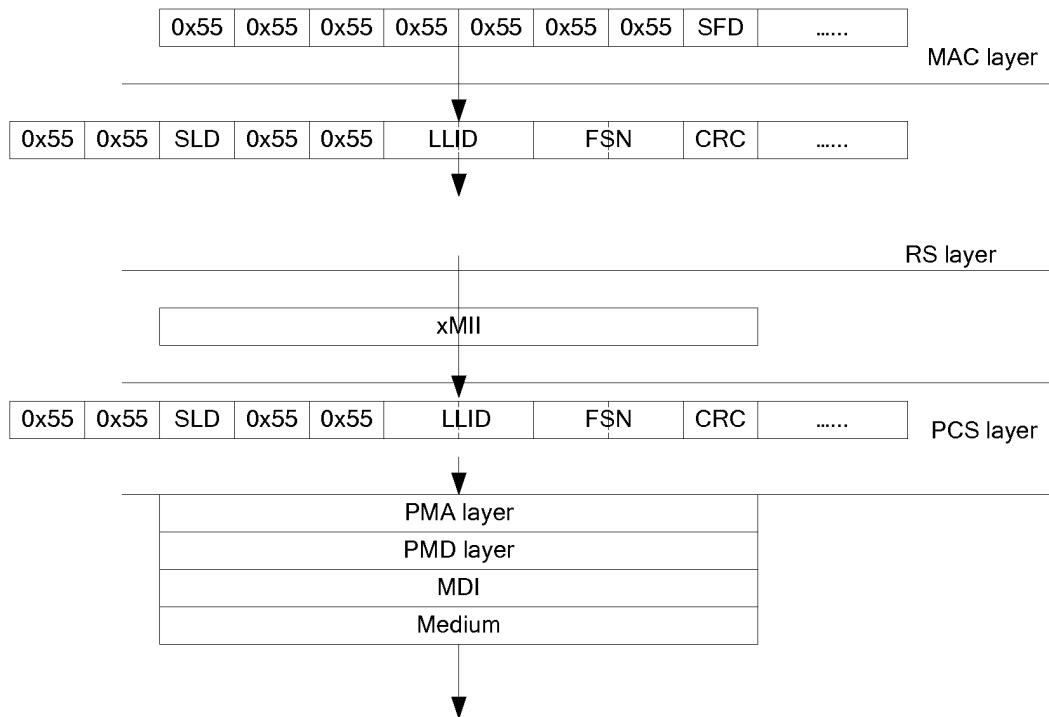 0x55 0x55 0x55 0x55 0x55 0x55 0x55 SFD ......
MAC layer
0x55 0x55 SLD 0x55 0x55 LLID FSN CRC ......
RS layer
xMII
0x55 0x55 SLD 0x55 0x55 LLID FSN CRC ......
PCS layer
PMA layer
PMD layer
MDI
Medium